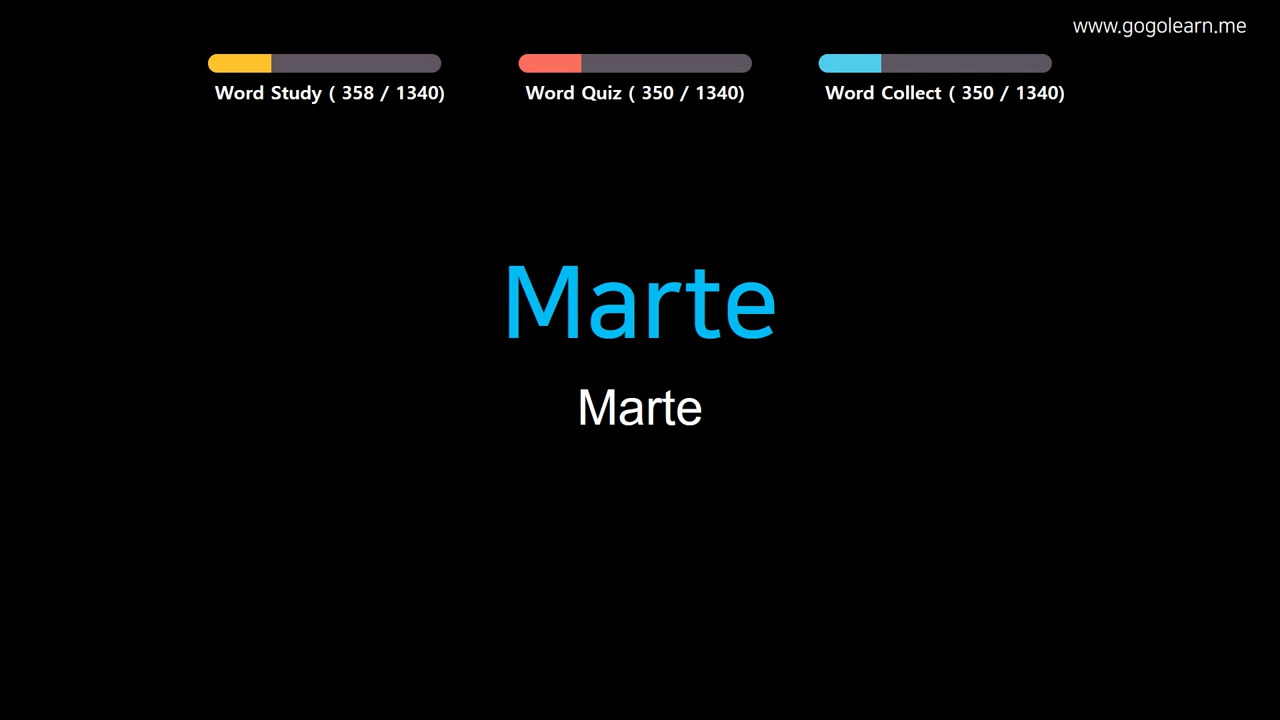 www.gogolearn.me
Word Study ( 358 / 1340)
Word Quiz ( 350 / 1340)
Word Collect ( 350 / 1340)
Marte
Marte